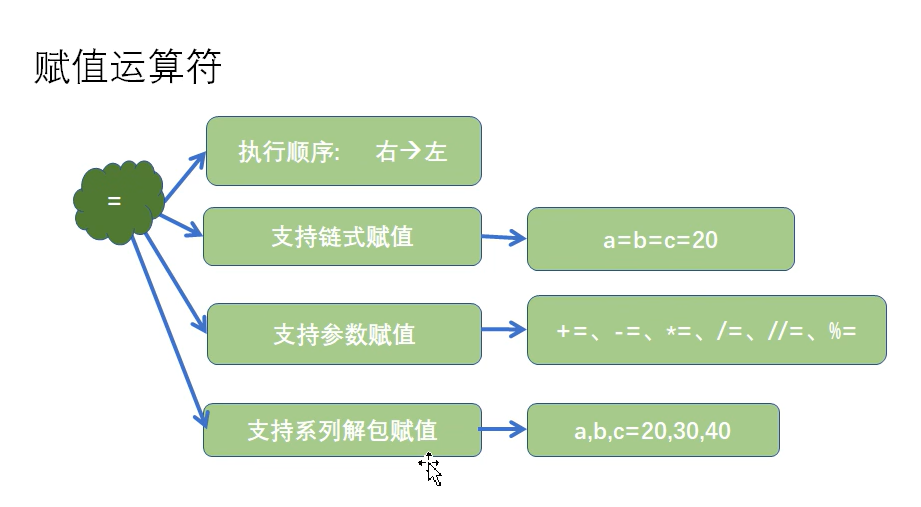 赋值运算符
=
执行顺序: 右→左
支持链式赋值
a=b=c=20
支持参数赋值
+=、-=、*=、/=、//=、%=
支持系列解包赋值
a,b,c=20,30,40